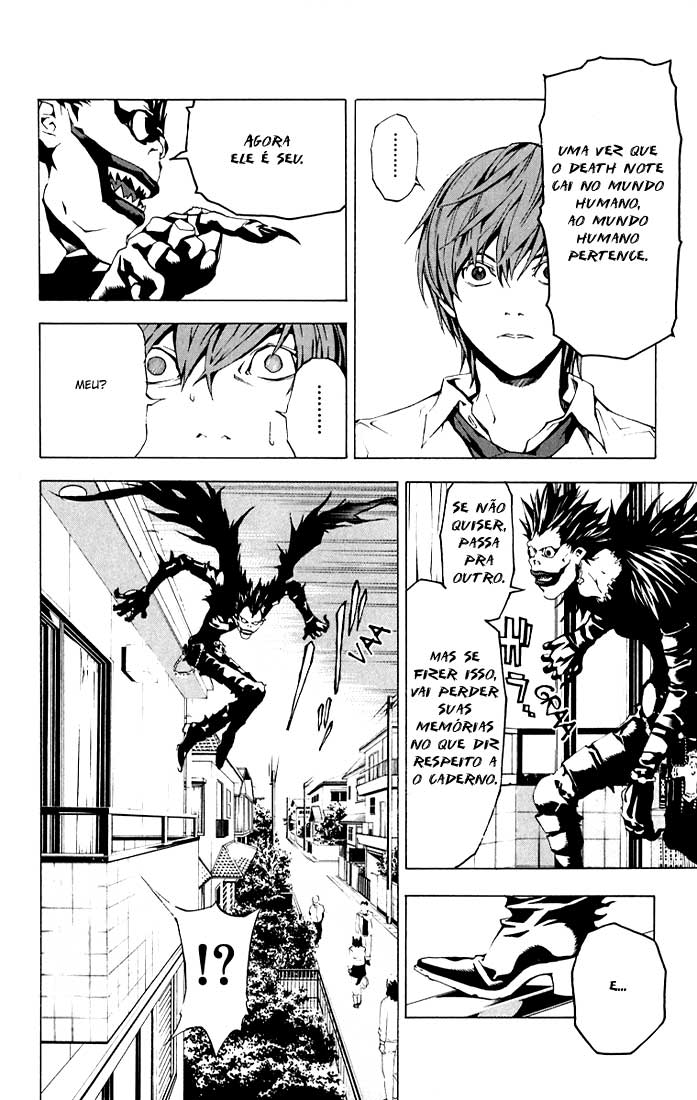 UMA VEZ QUE
O DEATH NOTE
CAI NO MUNDO
HUMANO,
AO MUNDO
HUMANO
PERTENCE.
........
AGORA
ELE É SEU.
........
MEU?
SE NÃO
QUISER,
PASSA
PRA
OUTRO.
MAS SE
FIZER ISSO,
VAI PERDER
SUAS
MEMÓRIAS
NO QUE DIZ
RESPEITO A
O CADERNO.
GRAA
E...
VAA
!?